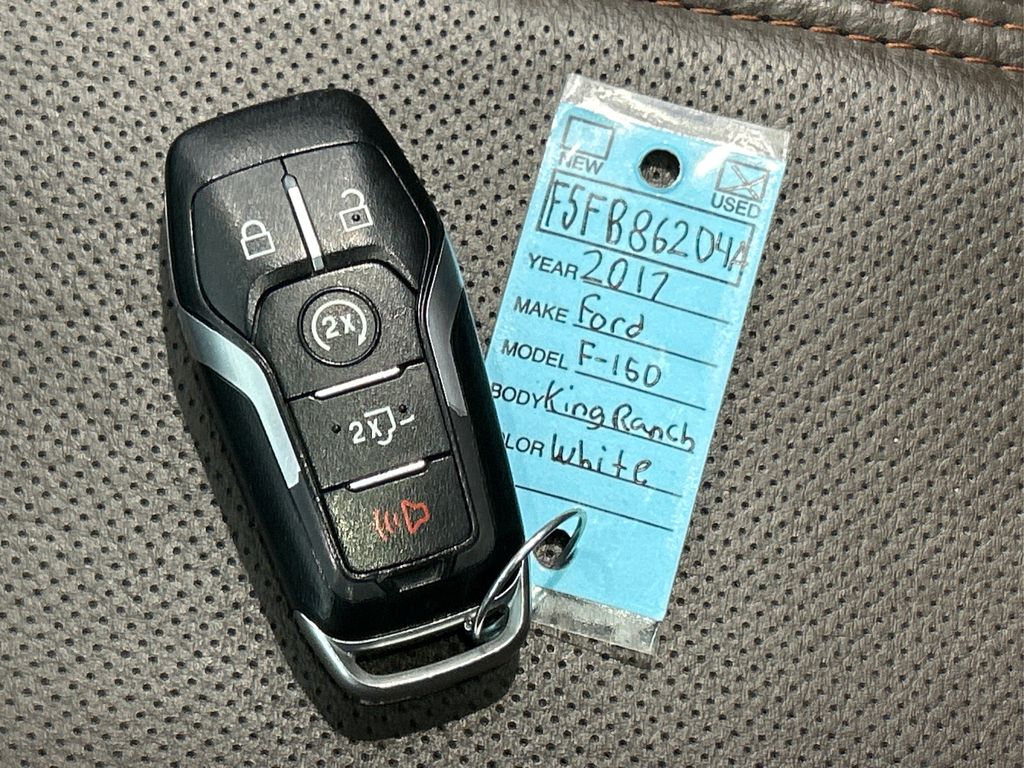 2X
2X
NEW
USED
F5FB86204A
YEAR 2017
MAKE Ford
MODEL F-150
BODY King Ranch
LOR White